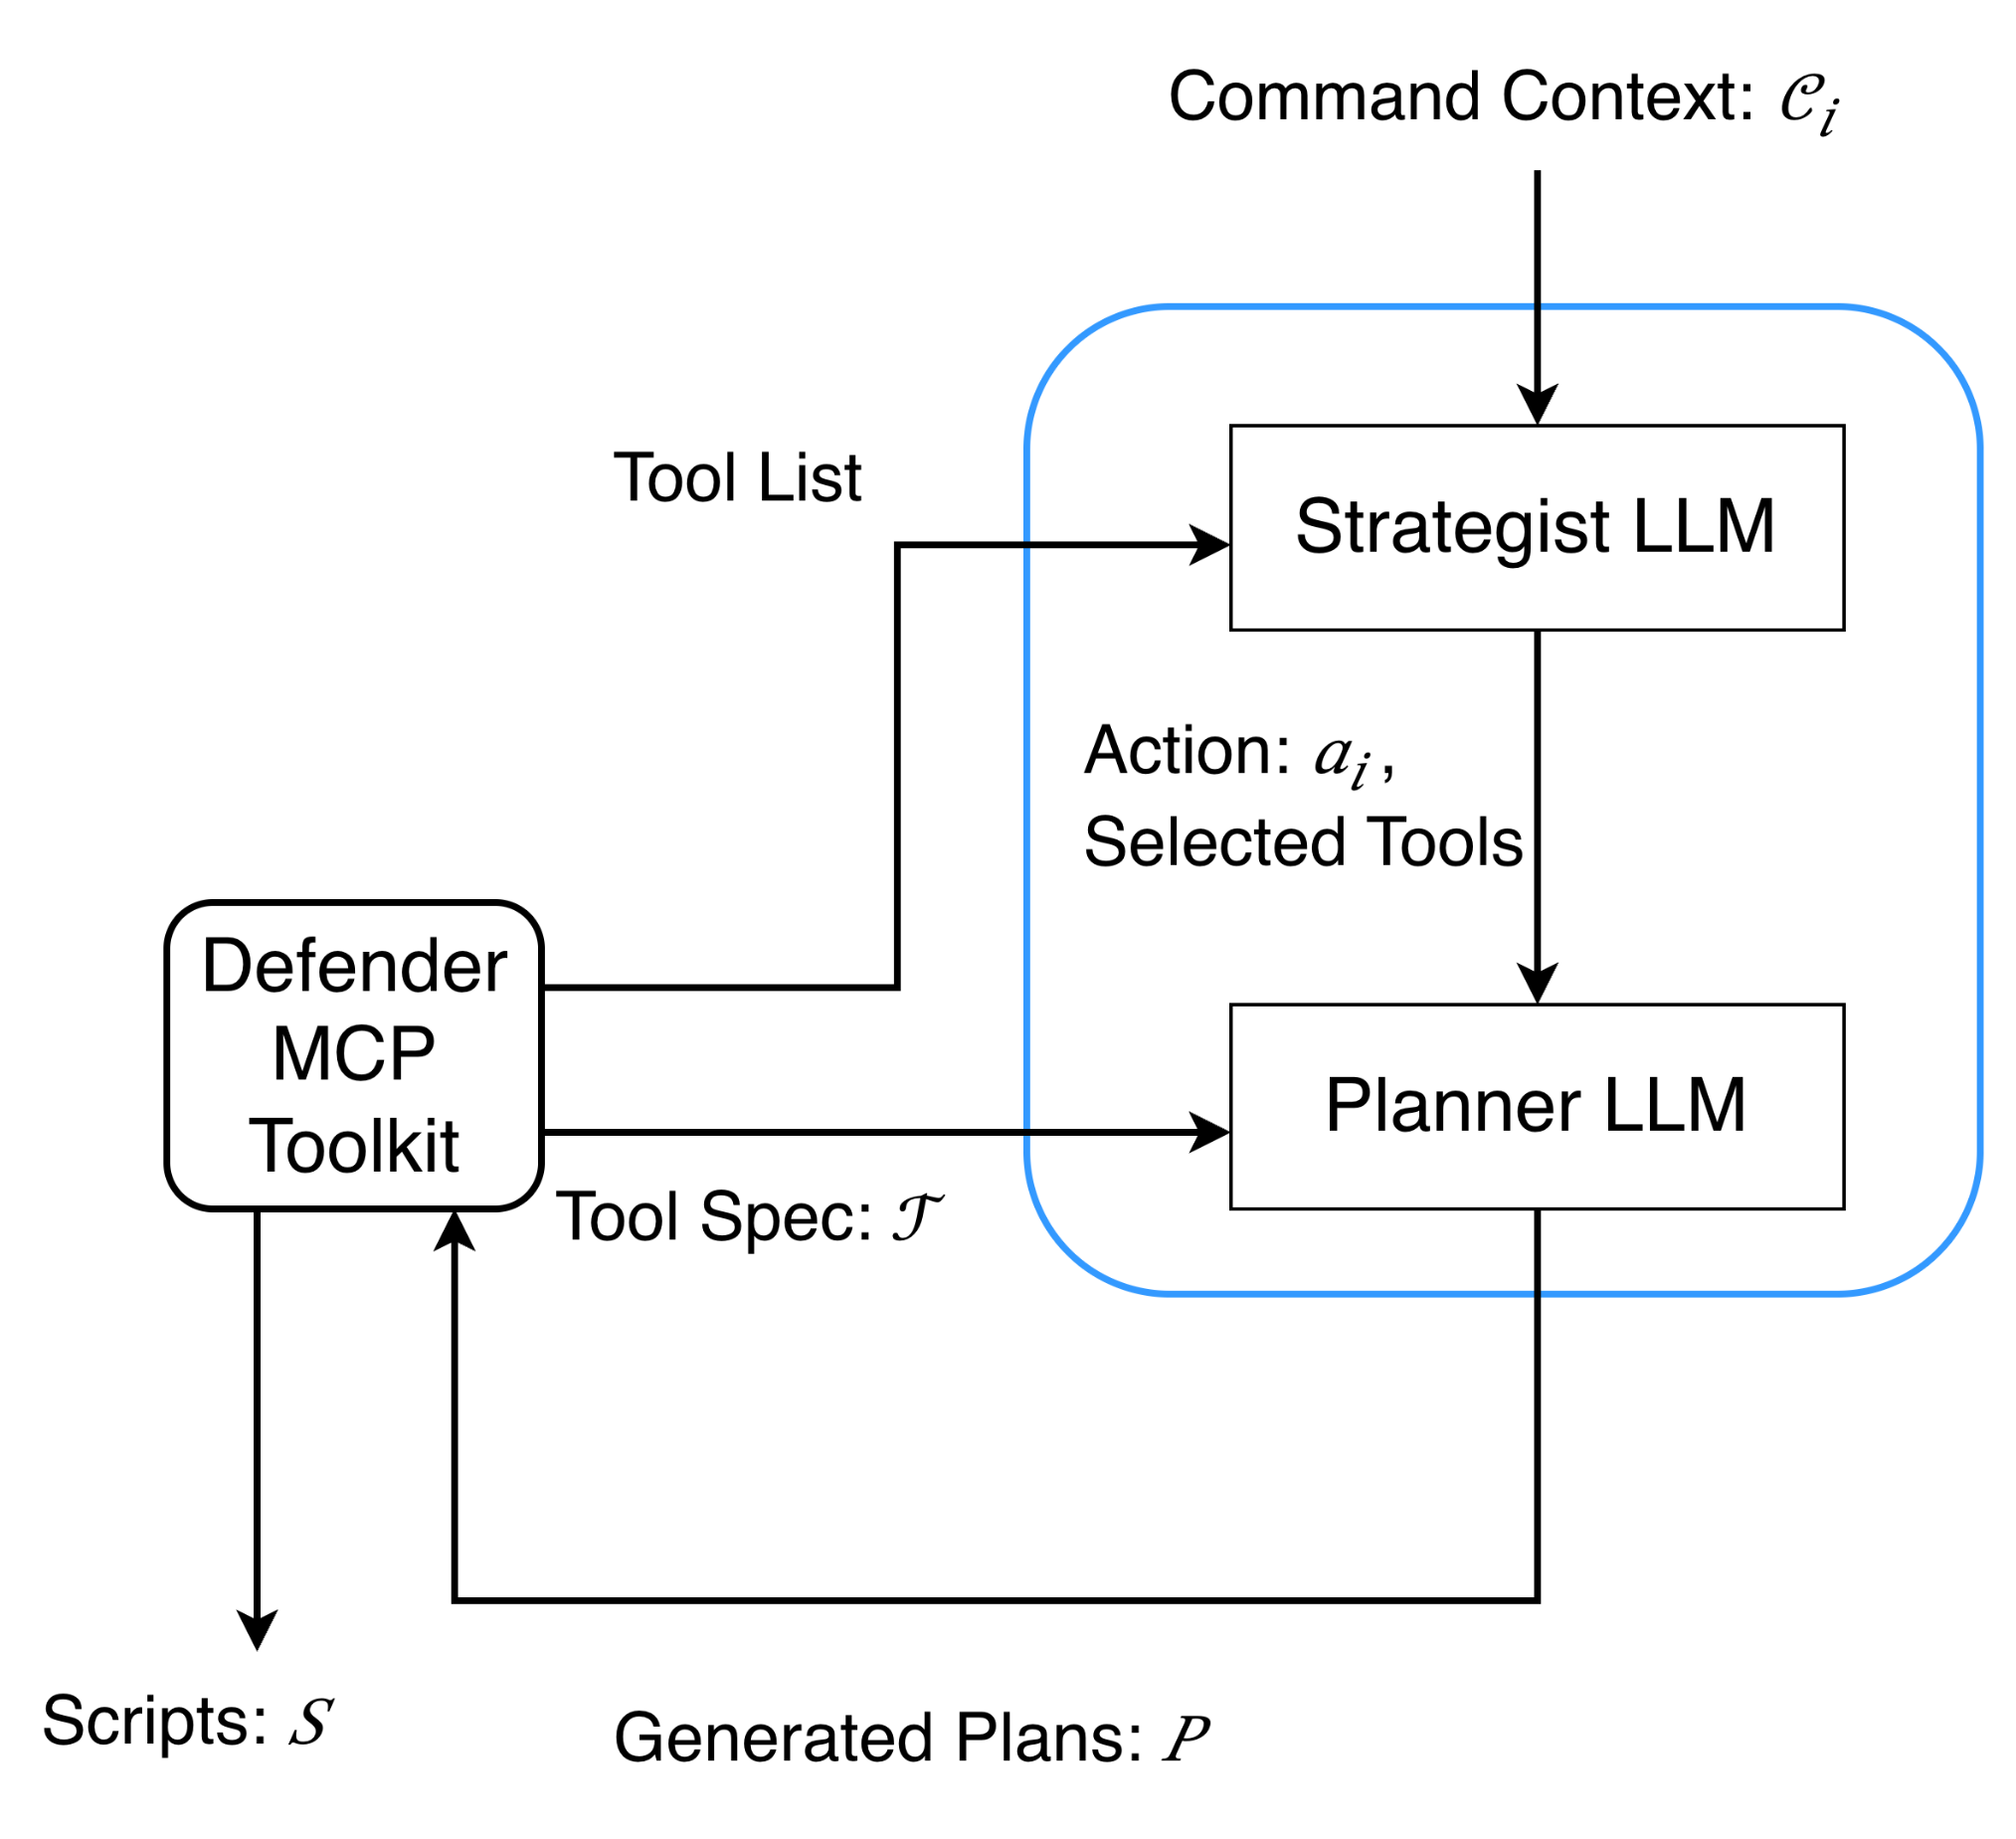 Command Context: 𝒞ᵢ
Tool List
Strategist LLM
Action: 𝑎ᵢ,
Selected Tools
Defender
MCP
Toolkit
Planner LLM
Tool Spec: 𝒯
Scripts: 𝑆
Generated Plans: 𝑃